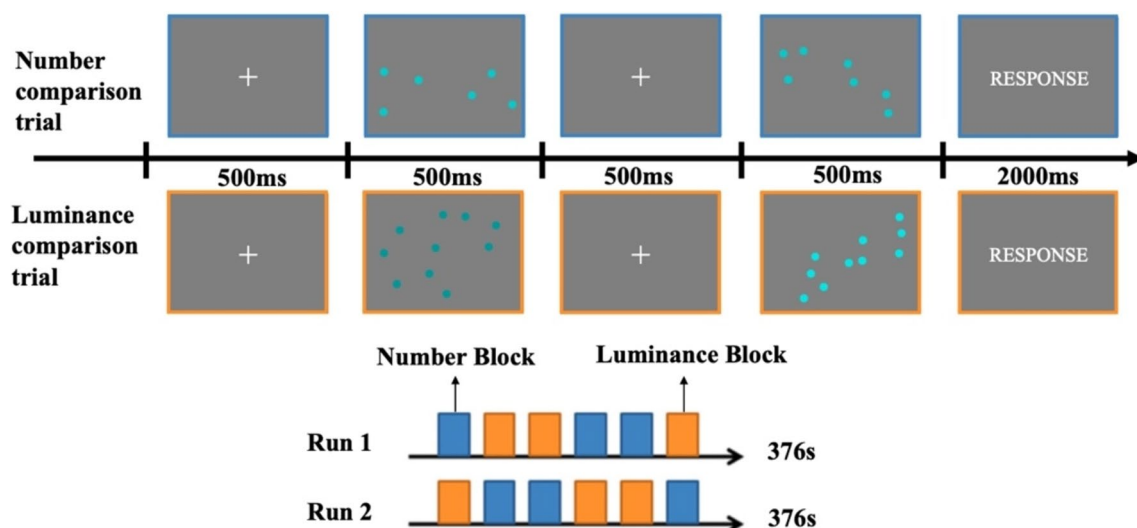 Number
comparison
trial
RESPONSE
500ms 500ms 500ms 500ms 2000ms
Luminance
comparison
trial
RESPONSE
Number Block Luminance Block
Run 1 376s
Run 2 376s